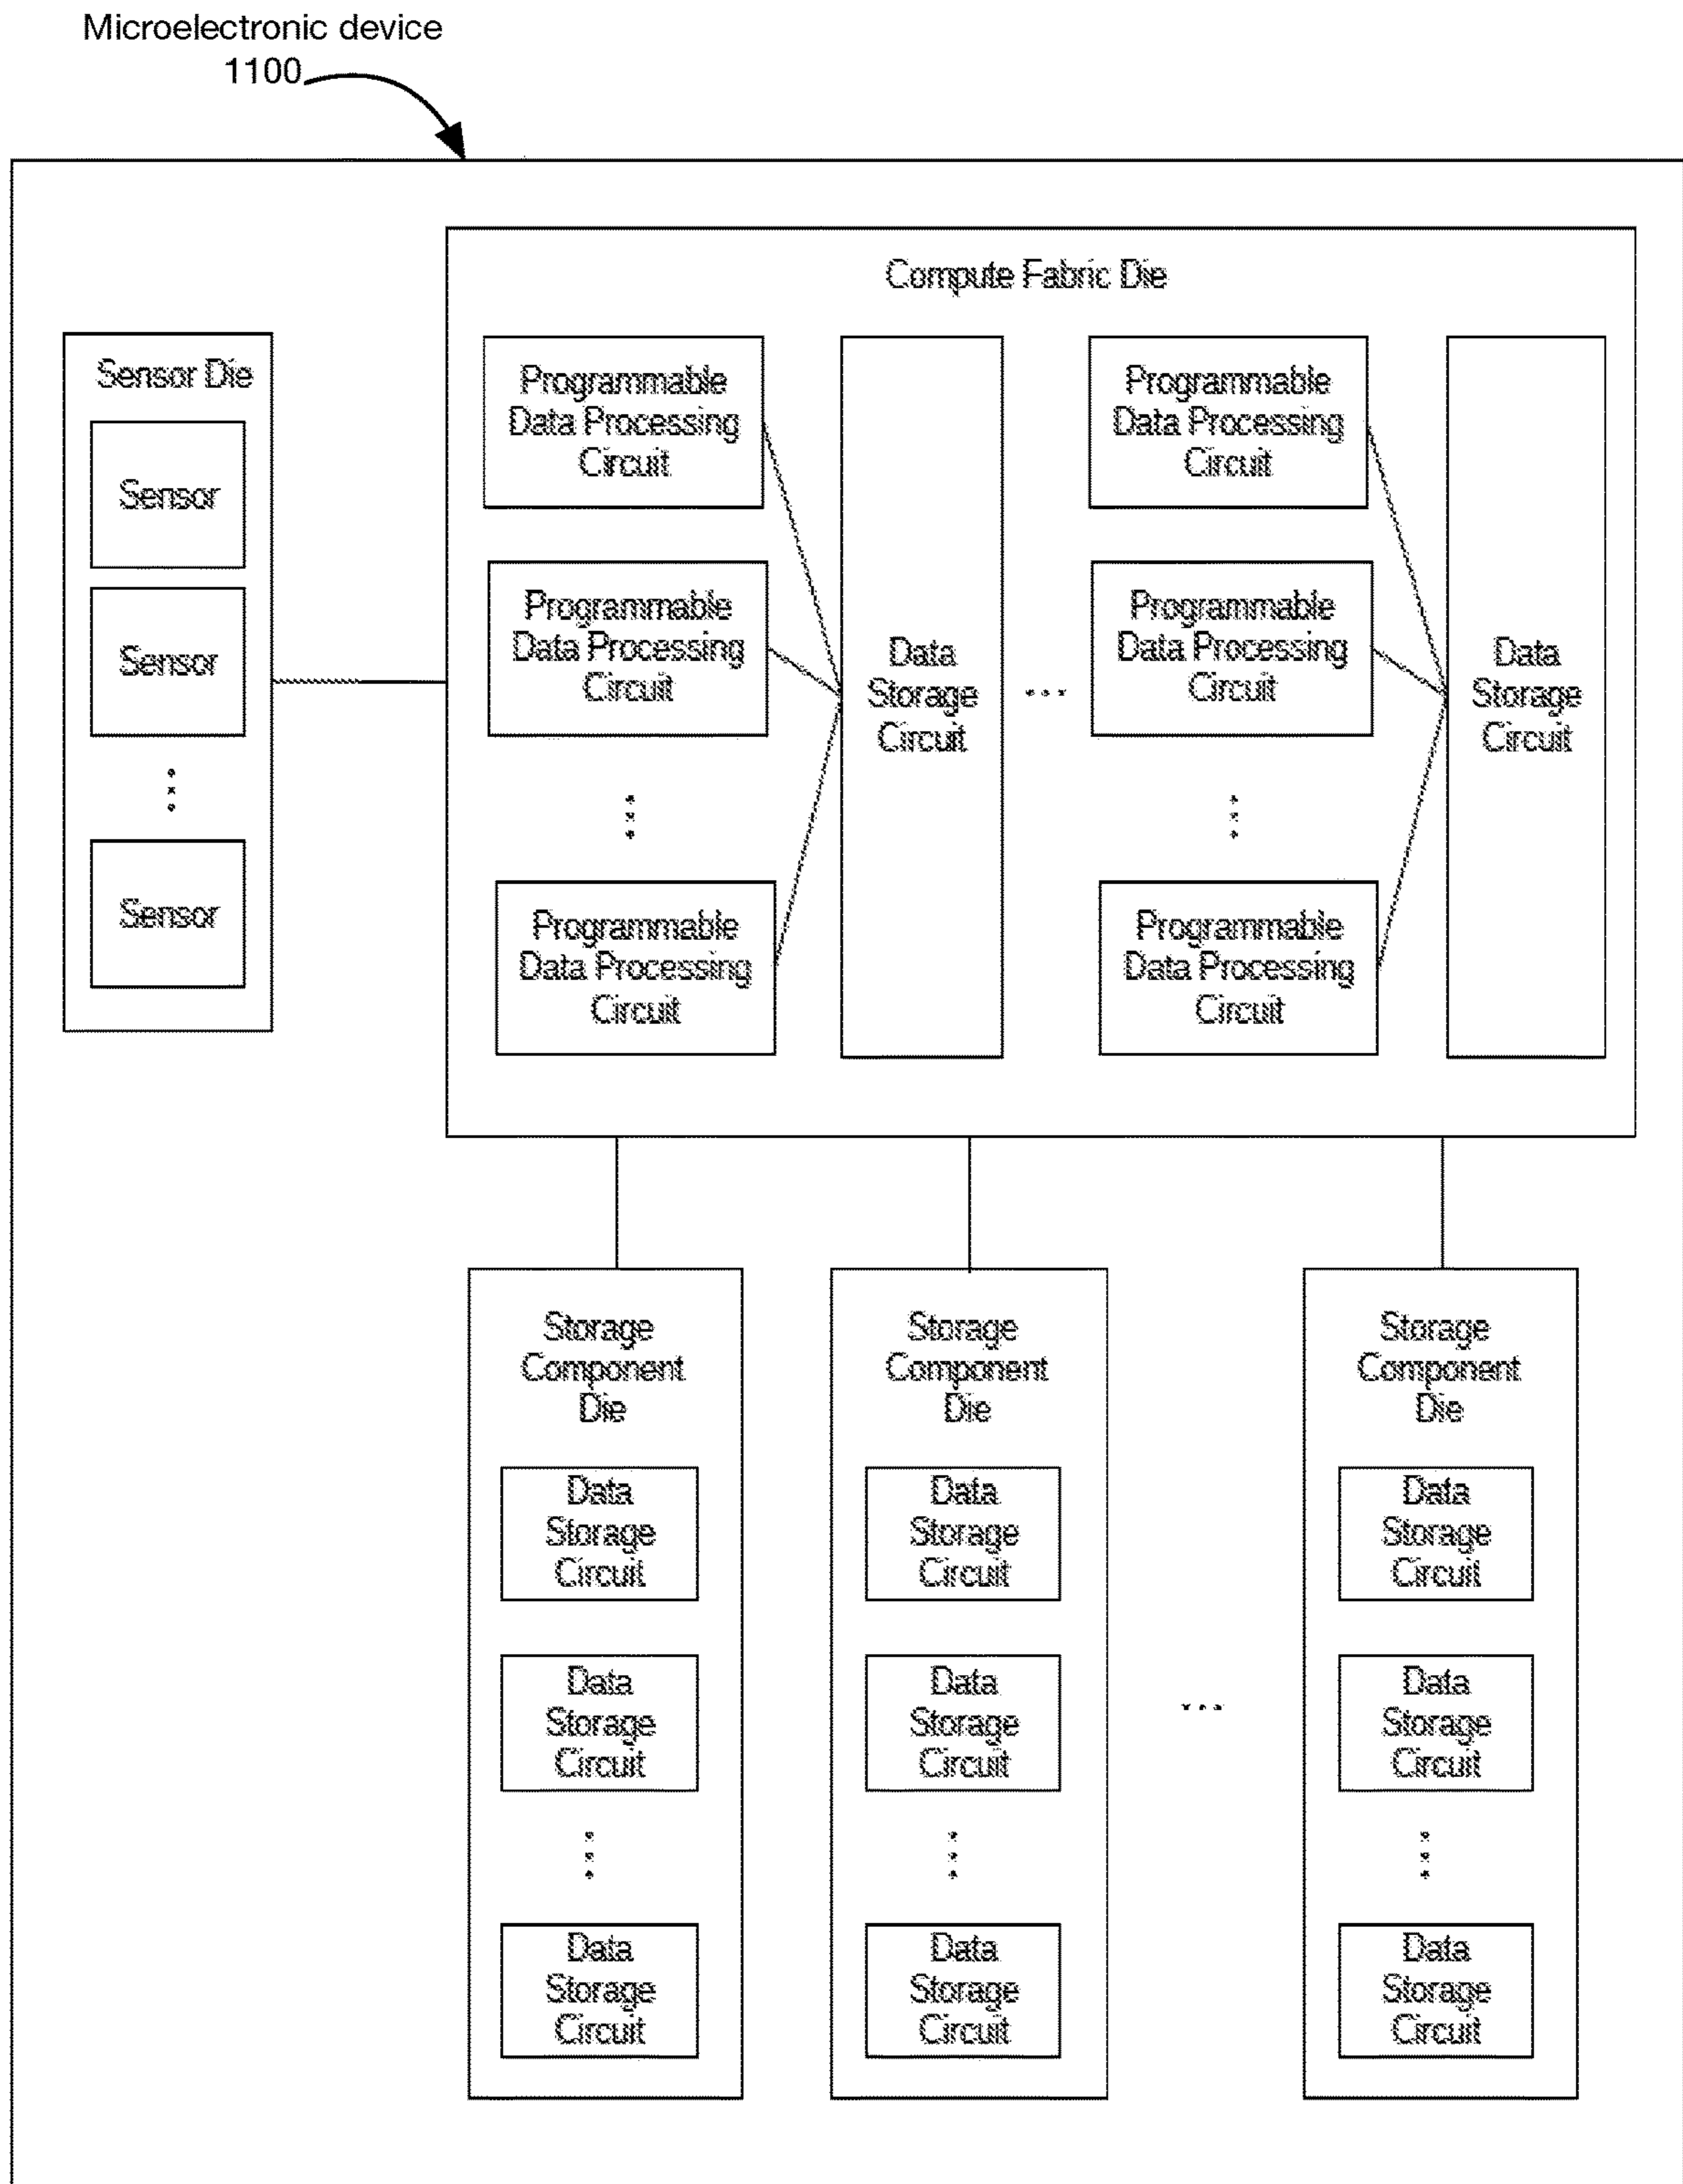 Microelectronic device
1100
Compute Fabric Die
Sensor Die
Sensor
Sensor
Sensor
Programmable
Data Processing
Circuit
Programmable
Data Processing
Circuit
Programmable
Data Processing
Circuit
Data
Storage
Circuit
Programmable
Data Processing
Circuit
Programmable
Data Processing
Circuit
Programmable
Data Processing
Circuit
Data
Storage
Circuit
Storage
Component
Die
Data
Storage
Circuit
Data
Storage
Circuit
Data
Storage
Circuit
Storage
Component
Die
Data
Storage
Circuit
Data
Storage
Circuit
Data
Storage
Circuit
Storage
Component
Die
Data
Storage
Circuit
Data
Storage
Circuit
Data
Storage
Circuit